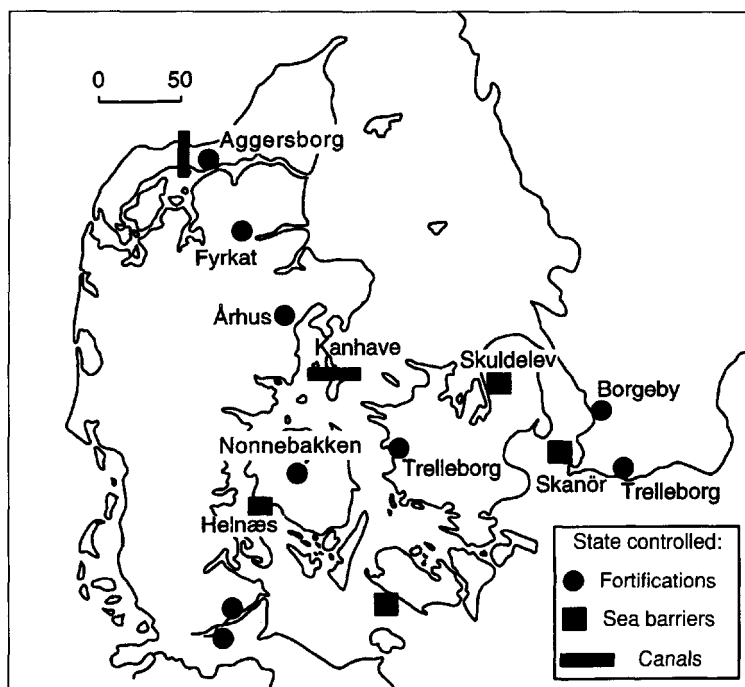 0 50
Aggersborg
Fyrkat
Århus
Kanhave
Skuldelev
Borgeby
Nonnebakken
Trelleborg
Skanör
Trelleborg
Helnæs
State controlled:
Fortifications
Sea barriers
Canals